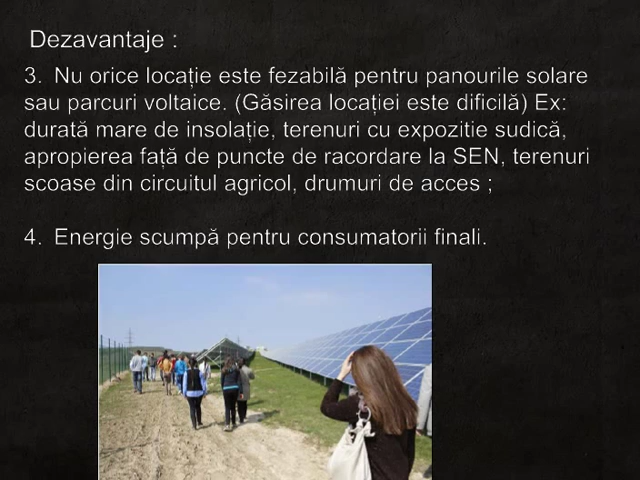 Dezavantaje :
3. Nu orice locație este fezabilă pentru panourile solare
sau parcuri voltaice. (Găsirea locației este dificilă) Ex:
durată mare de insolație, terenuri cu expozitie sudică,
apropierea față de puncte de racordare la SEN, terenuri
scoase din circuitul agricol, drumuri de acces ;
4. Energie scumpă pentru consumatorii finali.